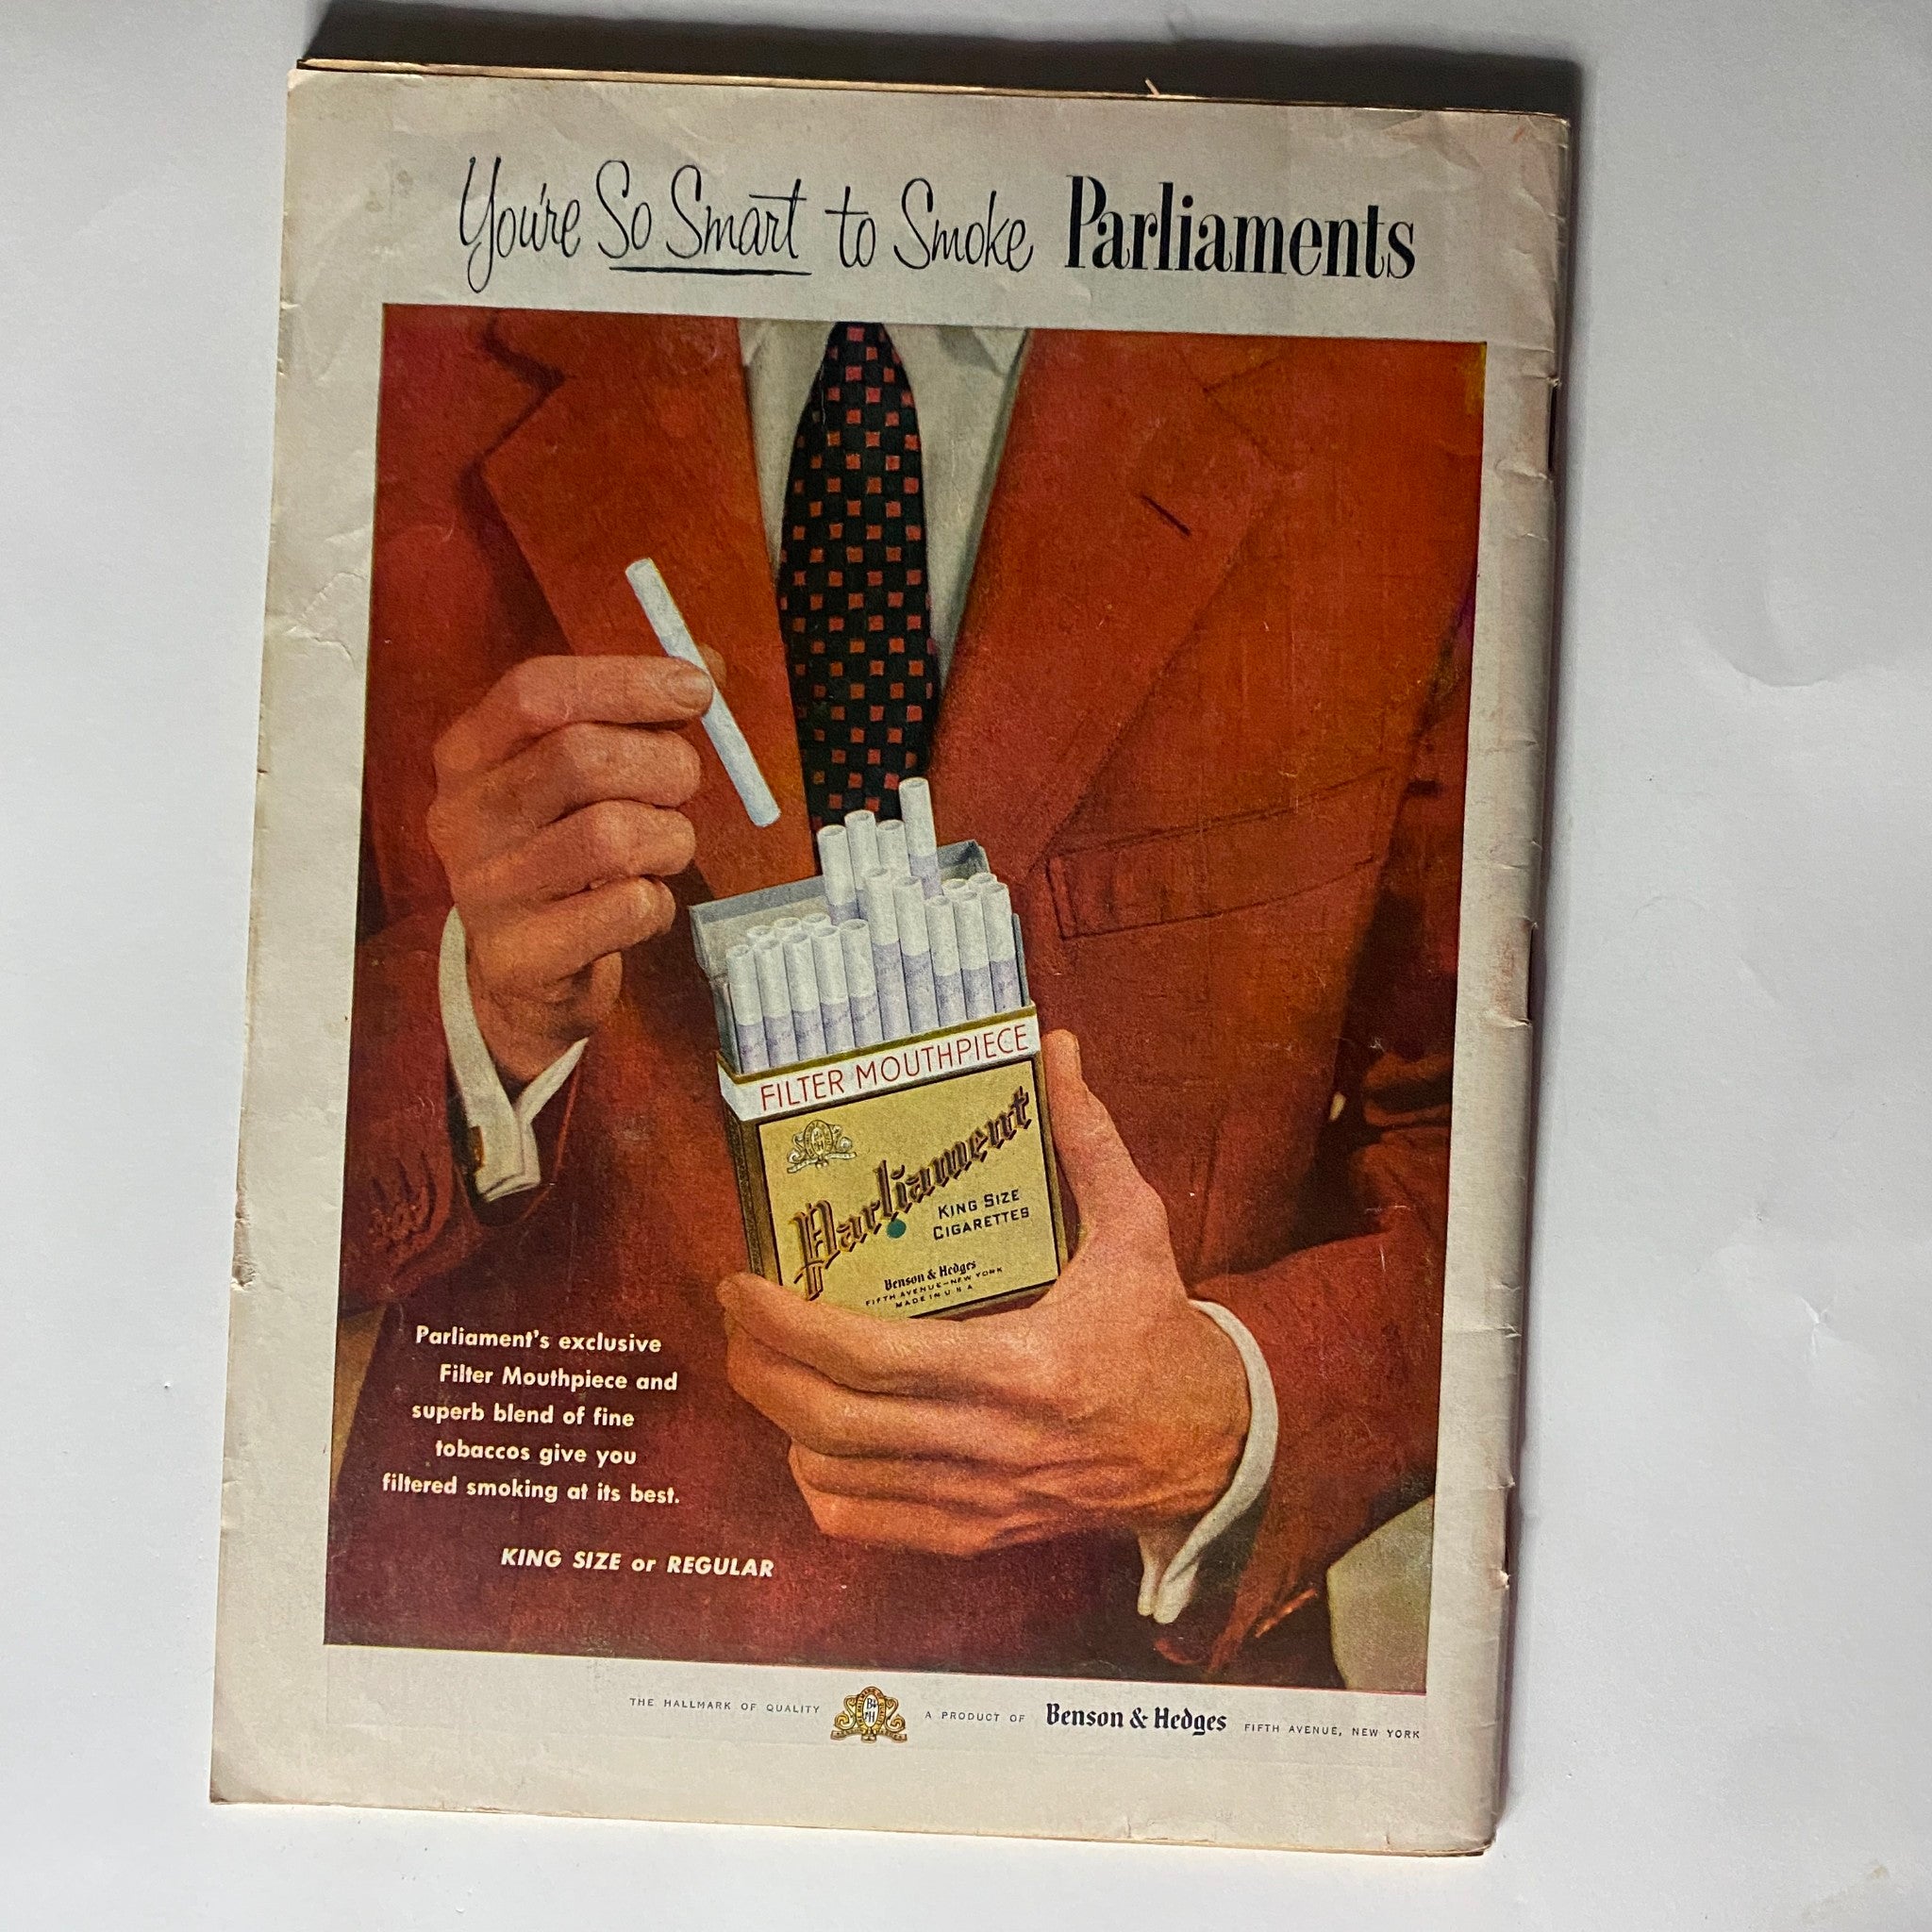 You're So Smart to Smoke Parliaments
FILTER MOUTHPIECE
Parliament
KING SIZE
CIGARETTES
Benson & Hedges
FIFTH AVENUE—NEW YORK
MADE IN U S A
Parliament's exclusive
Filter Mouthpiece and
superb blend of fine
tobaccos give you
filtered smoking at its best.
KING SIZE or REGULAR
THE HALLMARK OF QUALITY B&H A PRODUCT OF Benson & Hedges FIFTH AVENUE, NEW YORK